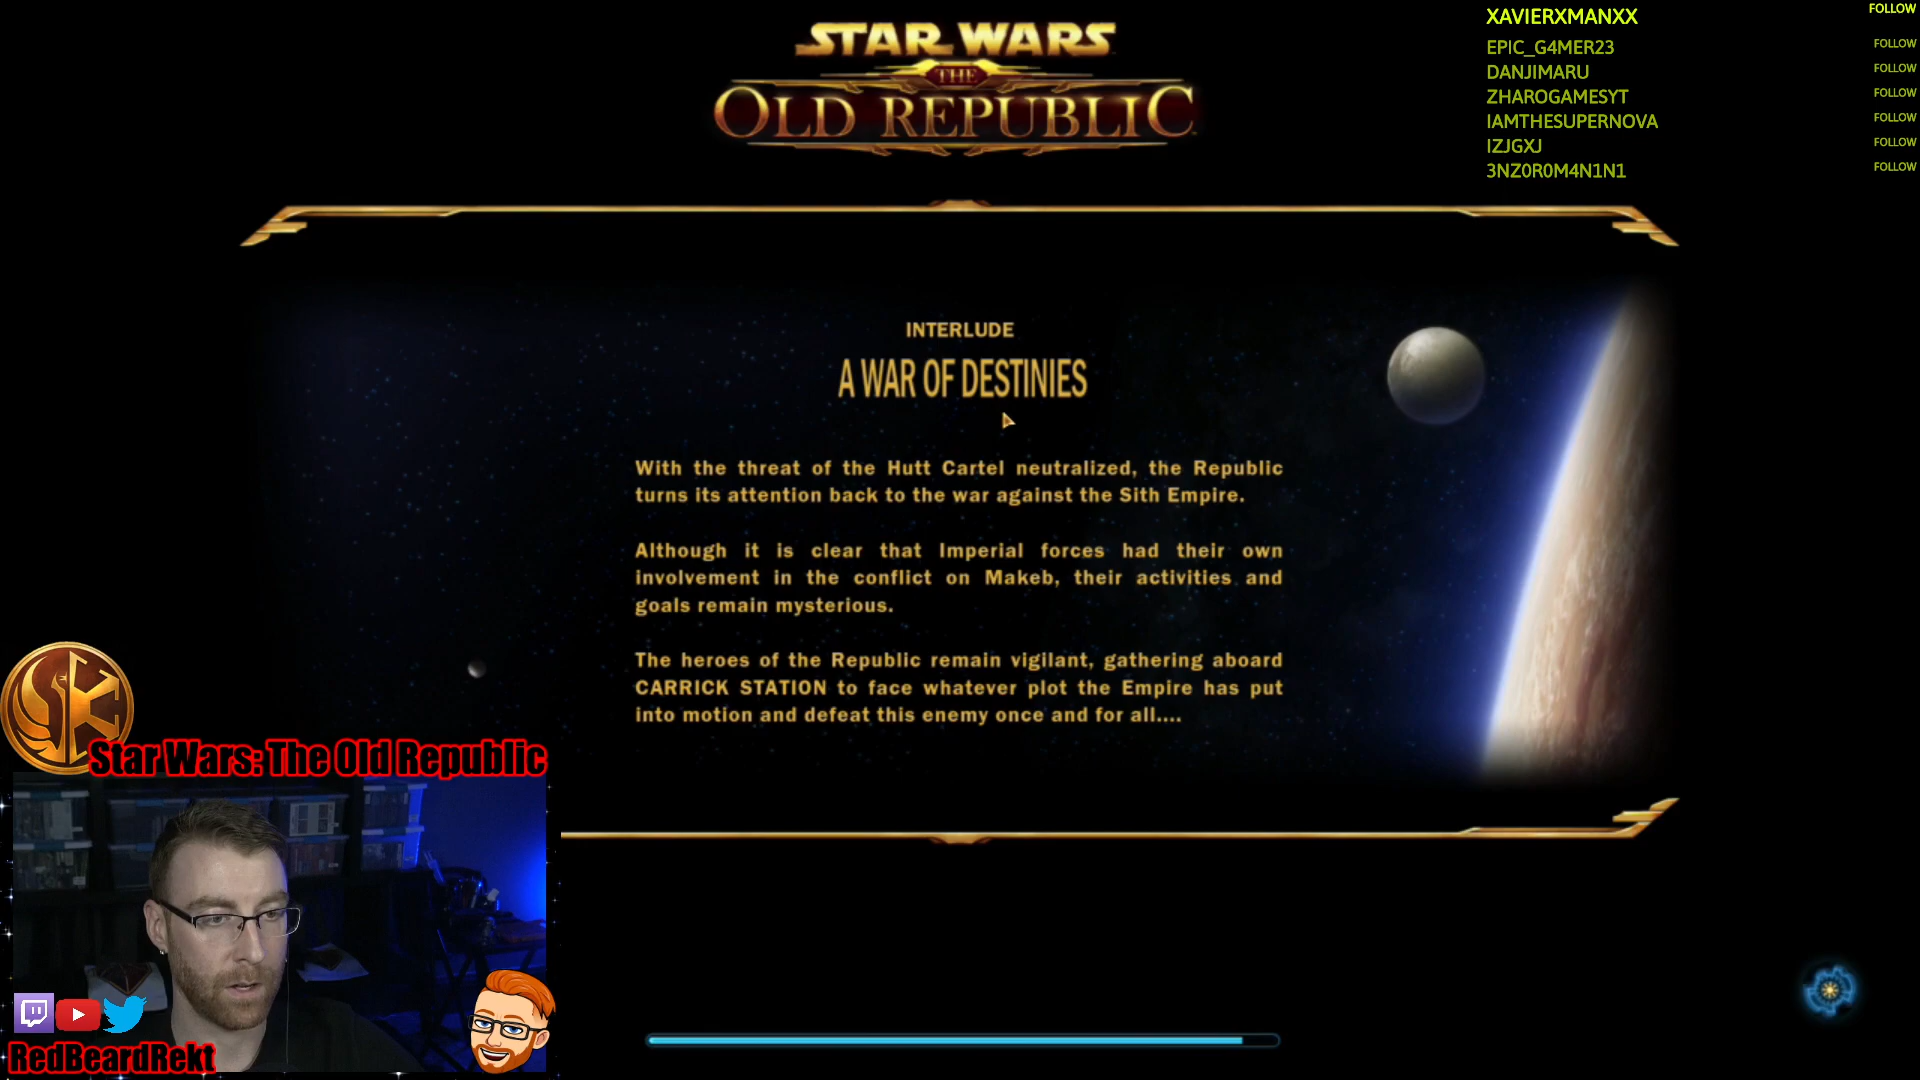 STAR WARS
THE
OLD REPUBLIC
XAVIERXMANXX FOLLOW
EPIC_G4MER23 FOLLOW
DANJIMARU FOLLOW
ZHAROGAMESYT FOLLOW
IAMTHESUPERNOVA FOLLOW
IZJGXJ FOLLOW
3NZ0R0M4N1N1 FOLLOW
INTERLUDE
A WAR OF DESTINIES
With the threat of the Hutt Cartel neutralized, the Republic
turns its attention back to the war against the Sith Empire.
Although it is clear that Imperial forces had their own
involvement in the conflict on Makeb, their activities and
goals remain mysterious.
The heroes of the Republic remain vigilant, gathering aboard
CARRICK STATION to face whatever plot the Empire has put
into motion and defeat this enemy once and for all....
Star Wars: The Old Republic
RedBeardRekt